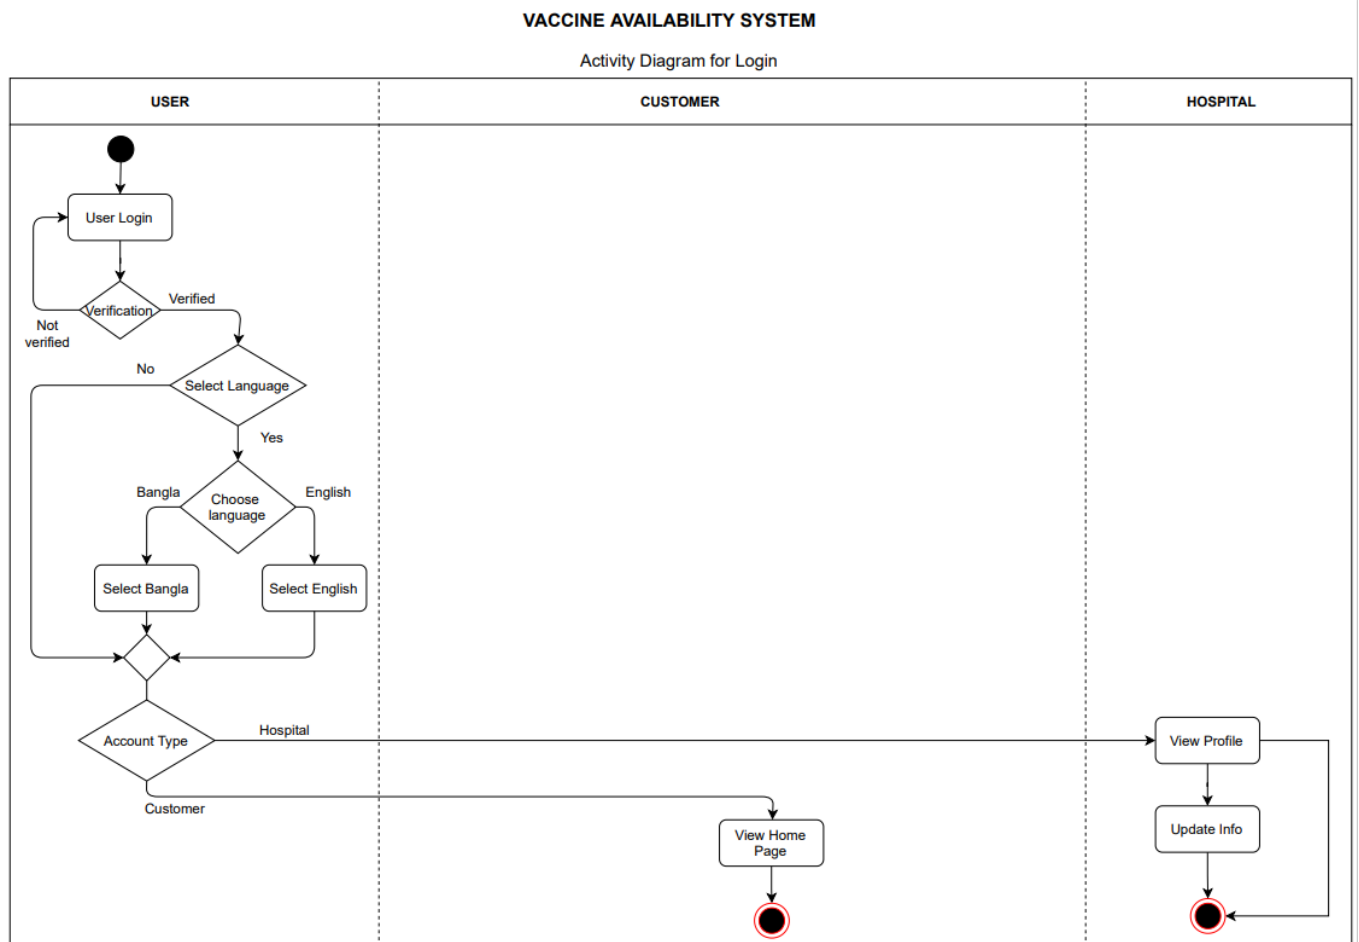 VACCINE AVAILABILITY SYSTEM
Activity Diagram for Login
USER
CUSTOMER
HOSPITAL
User Login
Verification
Verified
Not
verified
No
Select Language
Yes
Bangla
English
Choose
language
Select Bangla
Select English
Account Type
Hospital
View Profile
Customer
View Home
Page
Update Info